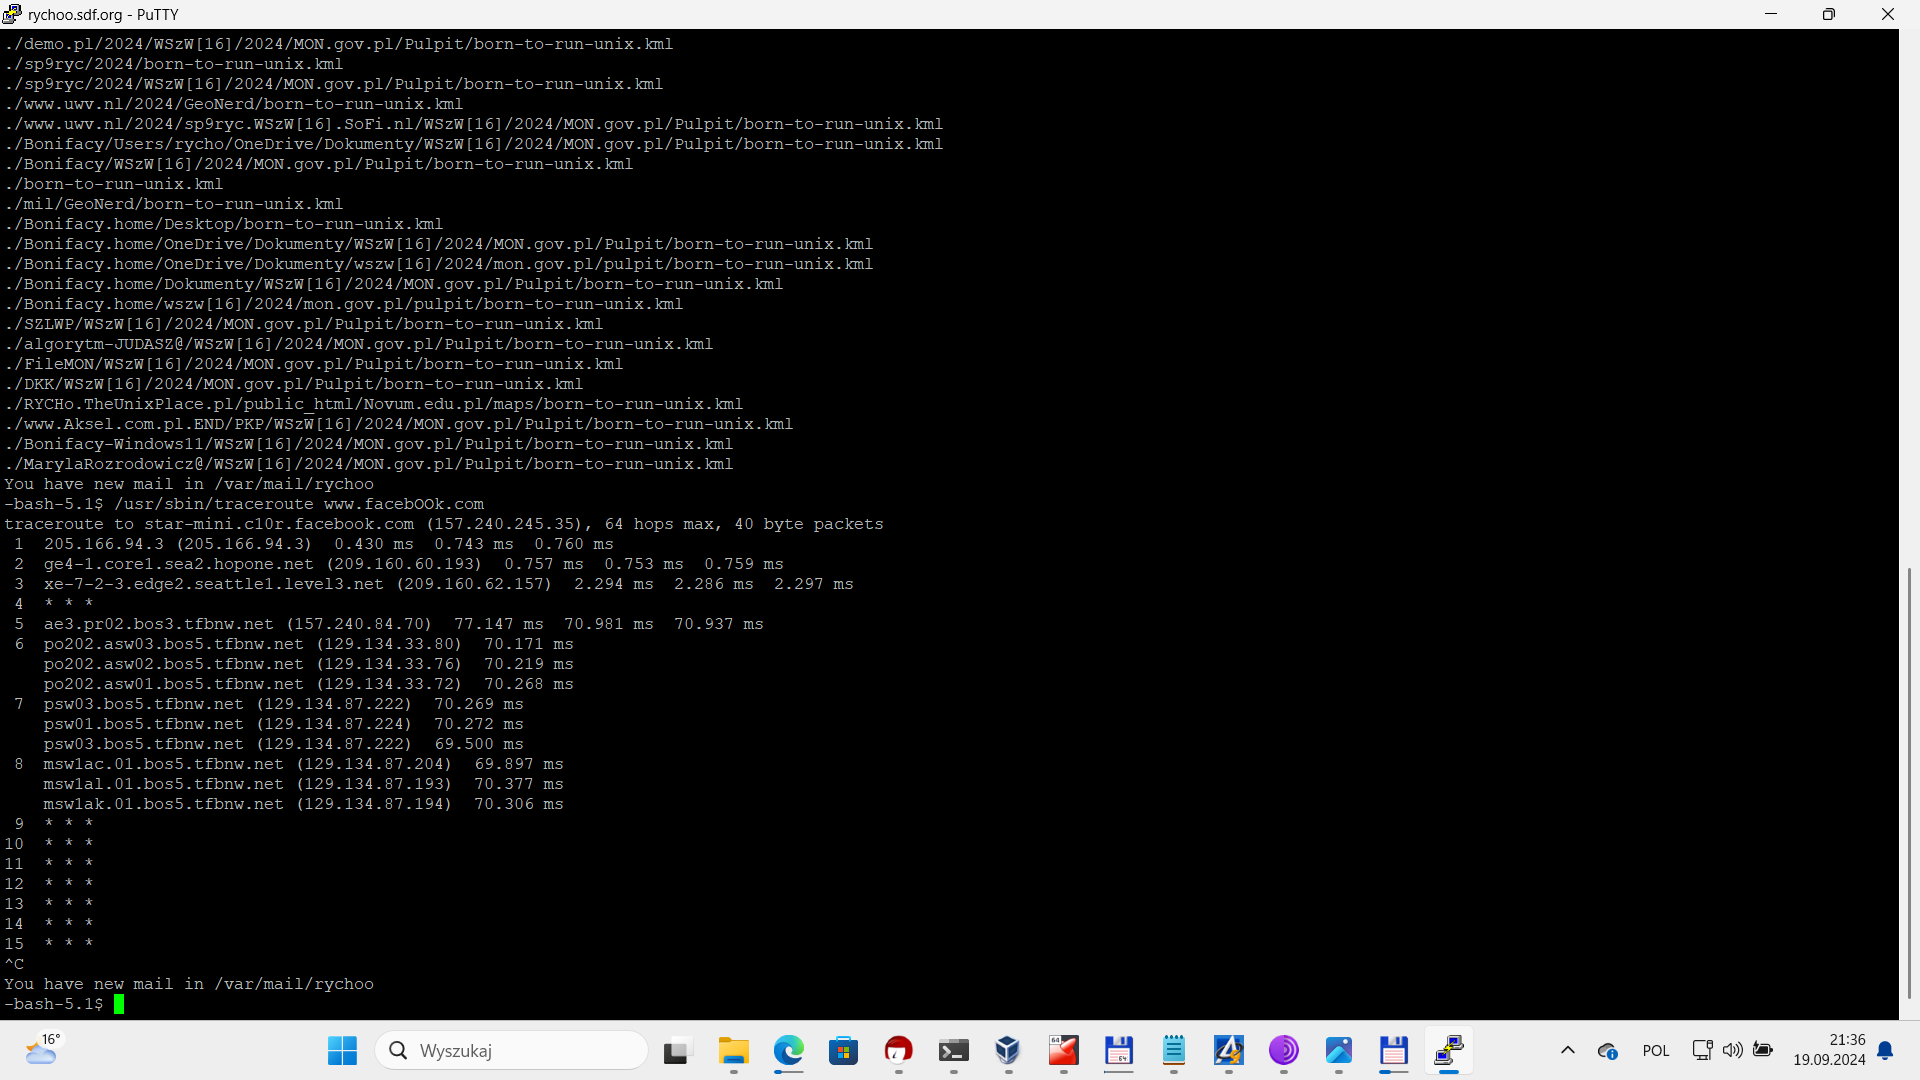 rychoo.sdf.org - PuTTY
./demo.pl/2024/WSzW[16]/2024/MON.gov.pl/Pulpit/born-to-run-unix.kml
./sp9ryc/2024/born-to-run-unix.kml
./sp9ryc/2024/WSzW[16]/2024/MON.gov.pl/Pulpit/born-to-run-unix.kml
./www.uwv.nl/2024/GeoNerd/born-to-run-unix.kml
./www.uwv.nl/2024/sp9ryc.WSzW[16].SoFi.nl/WSzW[16]/2024/MON.gov.pl/Pulpit/born-to-run-unix.kml
./Bonifacy/Users/rycho/OneDrive/Dokumenty/WSzW[16]/2024/MON.gov.pl/Pulpit/born-to-run-unix.kml
./Bonifacy/WSzW[16]/2024/MON.gov.pl/Pulpit/born-to-run-unix.kml
./born-to-run-unix.kml
./mil/GeoNerd/born-to-run-unix.kml
./Bonifacy.home/Desktop/born-to-run-unix.kml
./Bonifacy.home/OneDrive/Dokumenty/WSzW[16]/2024/MON.gov.pl/Pulpit/born-to-run-unix.kml
./Bonifacy.home/OneDrive/Dokumenty/wszw[16]/2024/mon.gov.pl/pulpit/born-to-run-unix.kml
./Bonifacy.home/Dokumenty/WSzW[16]/2024/MON.gov.pl/Pulpit/born-to-run-unix.kml
./Bonifacy.home/wszw[16]/2024/mon.gov.pl/pulpit/born-to-run-unix.kml
./SZLWP/WSzW[16]/2024/MON.gov.pl/Pulpit/born-to-run-unix.kml
./algorytm-JUDASZ@/WSzW[16]/2024/MON.gov.pl/Pulpit/born-to-run-unix.kml
./FileMON/WSzW[16]/2024/MON.gov.pl/Pulpit/born-to-run-unix.kml
./DKK/WSzW[16]/2024/MON.gov.pl/Pulpit/born-to-run-unix.kml
./RYCHo.TheUnixPlace.pl/public_html/Novum.edu.pl/maps/born-to-run-unix.kml
./www.Aksel.com.pl.END/PKP/WSzW[16]/2024/MON.gov.pl/Pulpit/born-to-run-unix.kml
./Bonifacy-Windows11/WSzW[16]/2024/MON.gov.pl/Pulpit/born-to-run-unix.kml
./MarylaRozrodowicz@/WSzW[16]/2024/MON.gov.pl/Pulpit/born-to-run-unix.kml
You have new mail in /var/mail/rychoo
-bash-5.1$ /usr/sbin/traceroute www.facebOOk.com
traceroute to star-mini.c10r.facebook.com (157.240.245.35), 64 hops max, 40 byte packets
1 205.166.94.3 (205.166.94.3) 0.430 ms 0.743 ms 0.760 ms
2 ge4-1.core1.sea2.hopone.net (209.160.60.193) 0.757 ms 0.753 ms 0.759 ms
3 xe-7-2-3.edge2.seattle1.level3.net (209.160.62.157) 2.294 ms 2.286 ms 2.297 ms
4 * * *
5 ae3.pr02.bos3.tfbnw.net (157.240.84.70) 77.147 ms 70.981 ms 70.937 ms
6 po202.asw03.bos5.tfbnw.net (129.134.33.80) 70.171 ms
po202.asw02.bos5.tfbnw.net (129.134.33.76) 70.219 ms
po202.asw01.bos5.tfbnw.net (129.134.33.72) 70.268 ms
7 psw03.bos5.tfbnw.net (129.134.87.222) 70.269 ms
psw01.bos5.tfbnw.net (129.134.87.224) 70.272 ms
psw03.bos5.tfbnw.net (129.134.87.222) 69.500 ms
8 msw1ac.01.bos5.tfbnw.net (129.134.87.204) 69.897 ms
msw1al.01.bos5.tfbnw.net (129.134.87.193) 70.377 ms
msw1ak.01.bos5.tfbnw.net (129.134.87.194) 70.306 ms
9 * * *
10 * * *
11 * * *
12 * * *
13 * * *
14 * * *
15 * * *
^C
You have new mail in /var/mail/rychoo
-bash-5.1$
16° Wyszukaj POL 21:36
19.09.2024